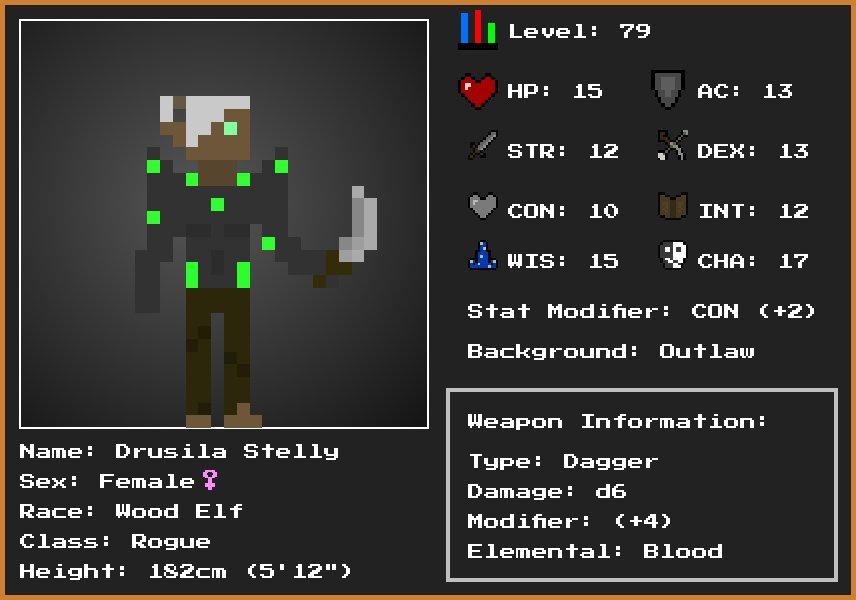 Level: 79
HP: 15
AC: 13
STR: 12
DEX: 13
CON: 10
INT: 12
WIS: 15
CHA: 17
Stat Modifier: CON (+2)
Background: Outlaw
Weapon Information:
Type: Dagger
Damage: d6
Modifier: (+4)
Elemental: Blood
Name: Drusila Stelly
Sex: Female♀
Race: Wood Elf
Class: Rogue
Height: 182cm (5'12")